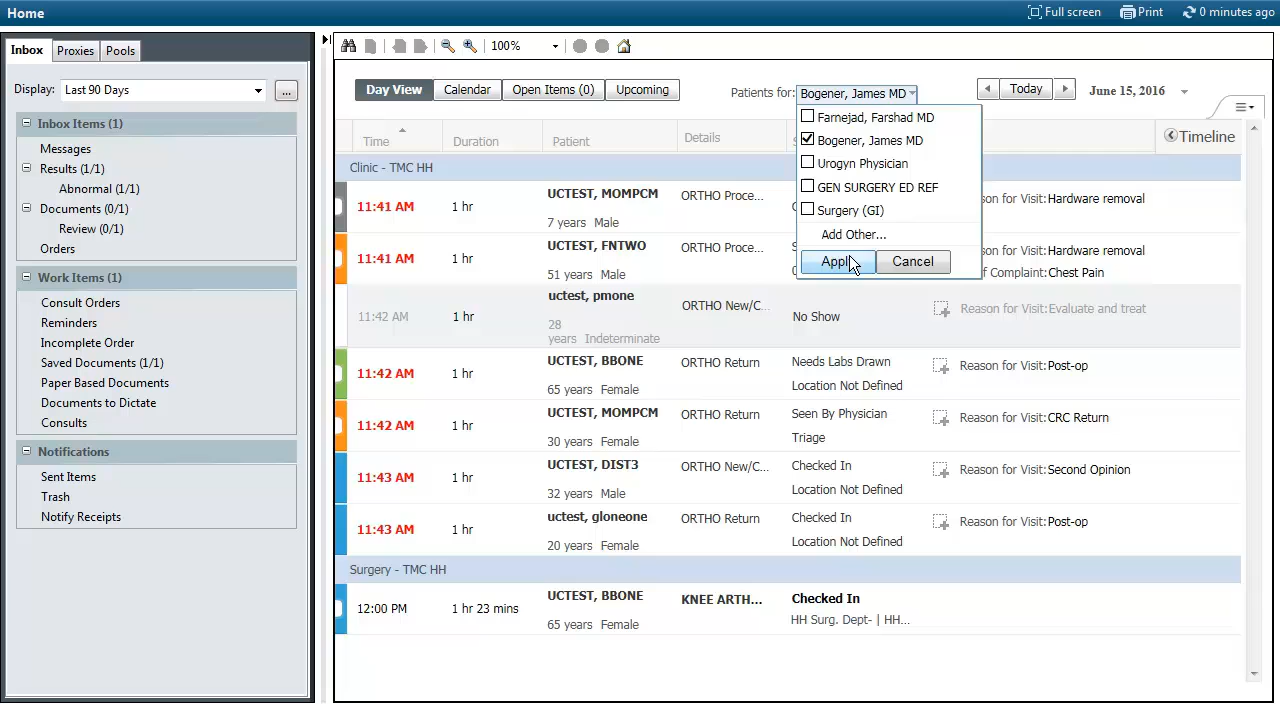 Home
Full screen Print 0 minutes ago
Inbox Proxies Pools
Display: Last 90 Days ...
Inbox Items (1)
Messages
Results (1/1)
Abnormal (1/1)
Documents (0/1)
Review (0/1)
Orders
Work Items (1)
Consult Orders
Reminders
Incomplete Order
Saved Documents (1/1)
Paper Based Documents
Documents to Dictate
Consults
Notifications
Sent Items
Trash
Notify Receipts
100%
Day View Calendar Open Items (0) Upcoming Patients for: Bogener, James MD Today June 15, 2016
Farnejad, Farshad MD
Bogener, James MD
Urogyn Physician
GEN SURGERY ED REF
Surgery (GI)
Add Other...
Apply Cancel
Time Duration Patient Details Timeline
Clinic - TMC HH
11:41 AM 1 hr UCTEST, MOMPCM ORTHO Proce... son for Visit: Hardware removal
7 years Male
11:41 AM 1 hr UCTEST, FNTWO ORTHO Proce... son for Visit: Hardware removal
51 years Male f Complaint: Chest Pain
11:42 AM 1 hr uctest, pmone ORTHO New/C... No Show Reason for Visit: Evaluate and treat
28
years Indeterminate
11:42 AM 1 hr UCTEST, BBONE ORTHO Return Needs Labs Drawn Reason for Visit: Post-op
65 years Female Location Not Defined
11:42 AM 1 hr UCTEST, MOMPCM ORTHO Return Seen By Physician Reason for Visit: CRC Return
30 years Female Triage
11:43 AM 1 hr UCTEST, DIST3 ORTHO New/C... Checked In Reason for Visit: Second Opinion
32 years Male Location Not Defined
11:43 AM 1 hr uctest, gloneone ORTHO Return Checked In Reason for Visit: Post-op
20 years Female Location Not Defined
Surgery - TMC HH
12:00 PM 1 hr 23 mins UCTEST, BBONE KNEE ARTH... Checked In
65 years Female HH Surg. Dept- | HH...